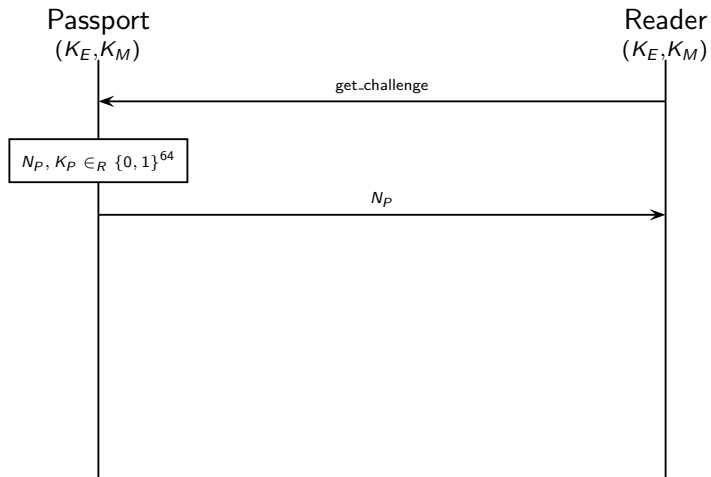 Passport
(K_E, K_M)
Reader
(K_E, K_M)
get_challenge
N_P, K_P ∈_R {0, 1}^64
N_P